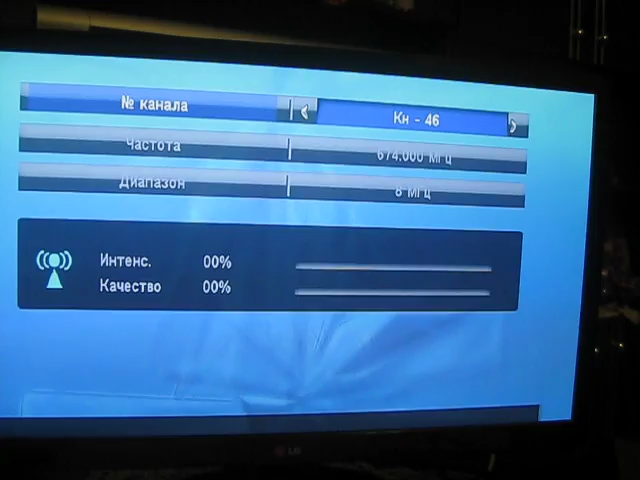 № канала
Кн - 46
Частота
674.000 МГц
Диапазон
8 МГц
Интенс. 00%
Качество 00%
LG